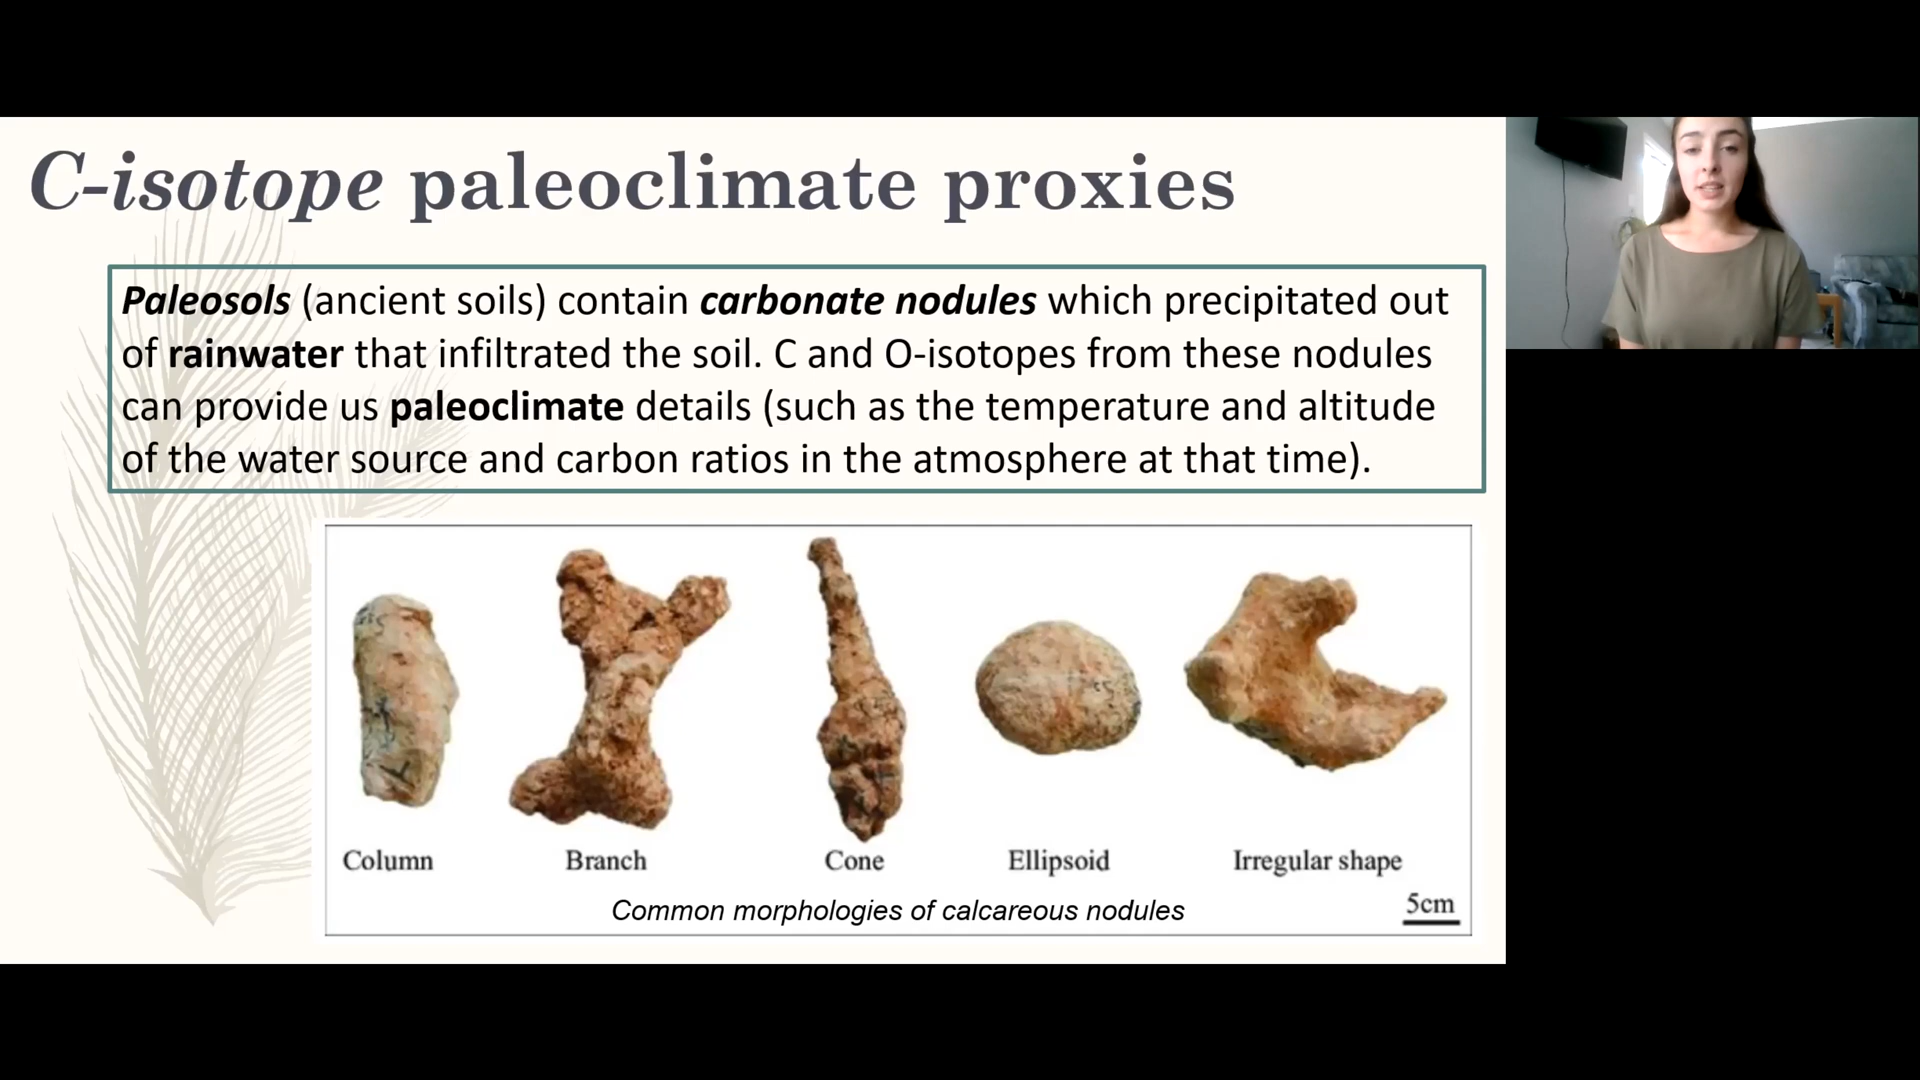 C-isotope paleoclimate proxies
Paleosols (ancient soils) contain carbonate nodules which precipitated out
of rainwater that infiltrated the soil. C and O-isotopes from these nodules
can provide us paleoclimate details (such as the temperature and altitude
of the water source and carbon ratios in the atmosphere at that time).
Column Branch Cone Ellipsoid Irregular shape
Common morphologies of calcareous nodules
5cm